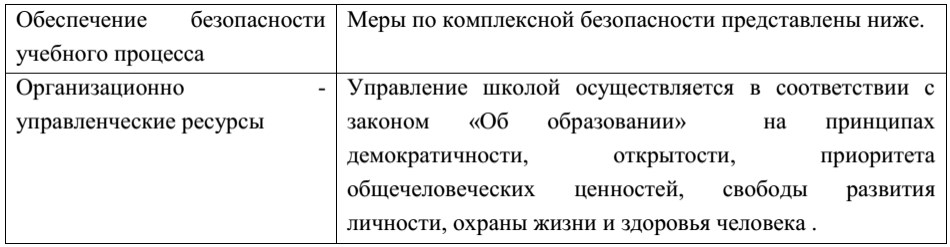 Обеспечение безопасности
учебного процесса
Меры по комплексной безопасности представлены ниже.
Организационно -
управленческие ресурсы
Управление школой осуществляется в соответствии с
законом «Об образовании» на принципах
демократичности, открытости, приоритета
общечеловеческих ценностей, свободы развития
личности, охраны жизни и здоровья человека .